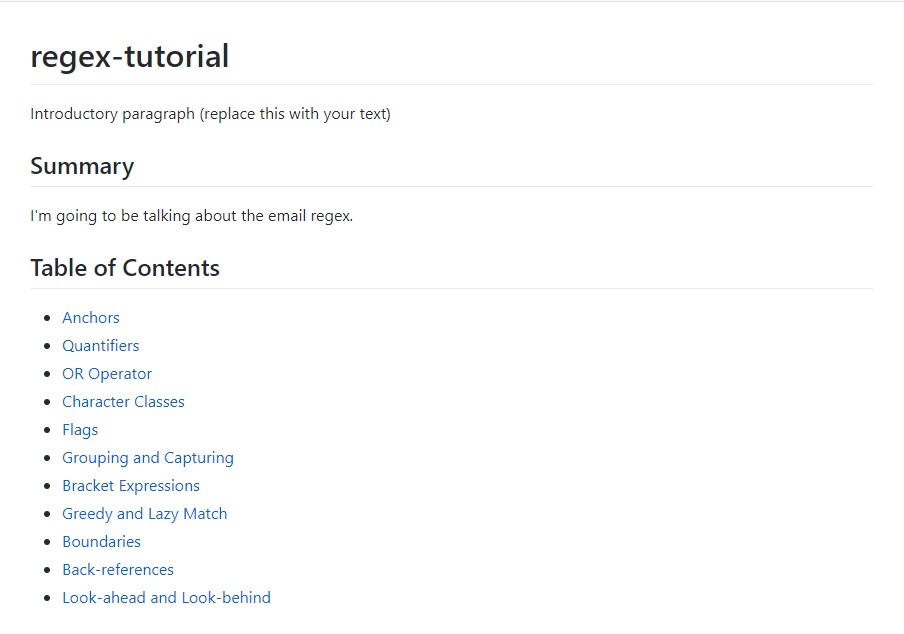 regex-tutorial
Introductory paragraph (replace this with your text)
Summary
I'm going to be talking about the email regex.
Table of Contents
Anchors
Quantifiers
OR Operator
Character Classes
Flags
Grouping and Capturing
Bracket Expressions
Greedy and Lazy Match
Boundaries
Back-references
Look-ahead and Look-behind